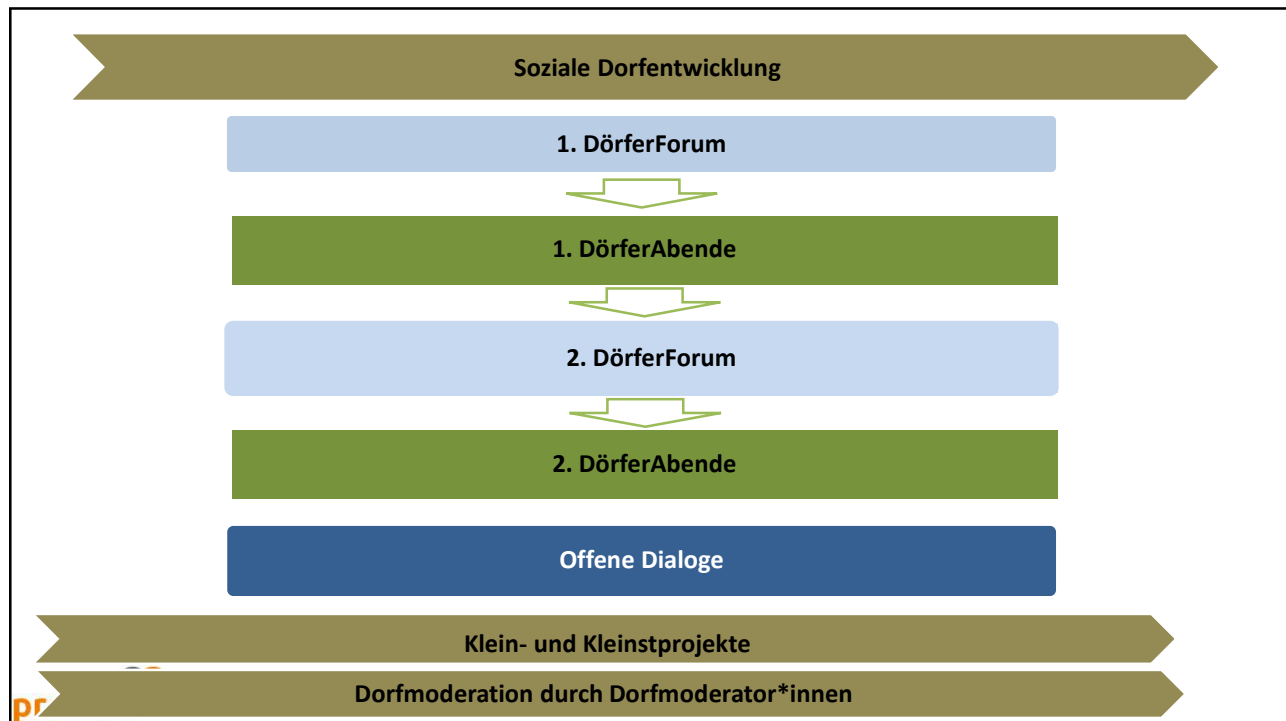 Soziale Dorfentwicklung
1. DörferForum
1. DörferAbende
2. DörferForum
2. DörferAbende
Offene Dialoge
Klein- und Kleinstprojekte
Dorfmoderation durch Dorfmoderator*innen